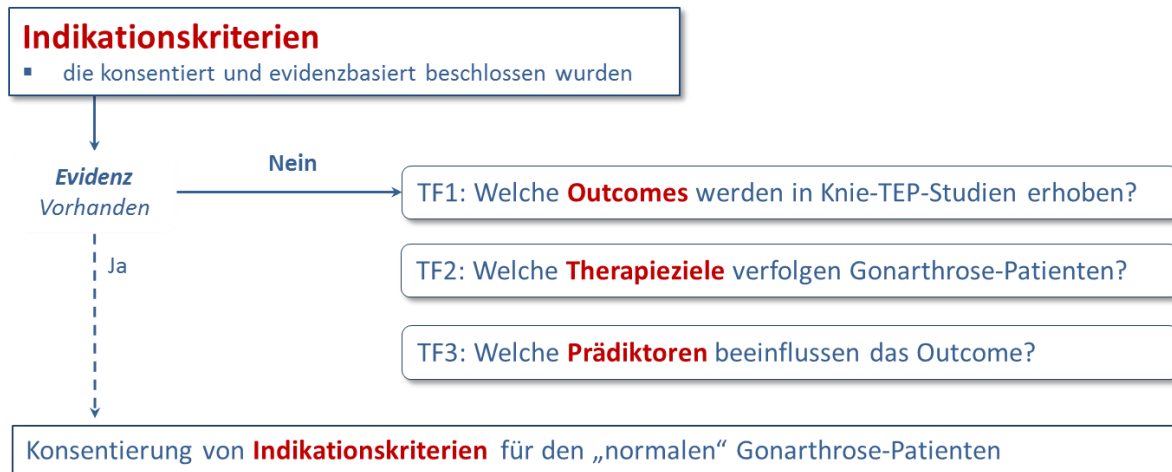 Indikationskriterien
▪ die konsentiert und evidenzbasiert beschlossen wurden
Evidenz
Vorhanden
Nein
TF1: Welche Outcomes werden in Knie-TEP-Studien erhoben?
TF2: Welche Therapieziele verfolgen Gonarthrose-Patienten?
TF3: Welche Prädiktoren beeinflussen das Outcome?
Ja
Konsentierung von Indikationskriterien für den „normalen“ Gonarthrose-Patienten